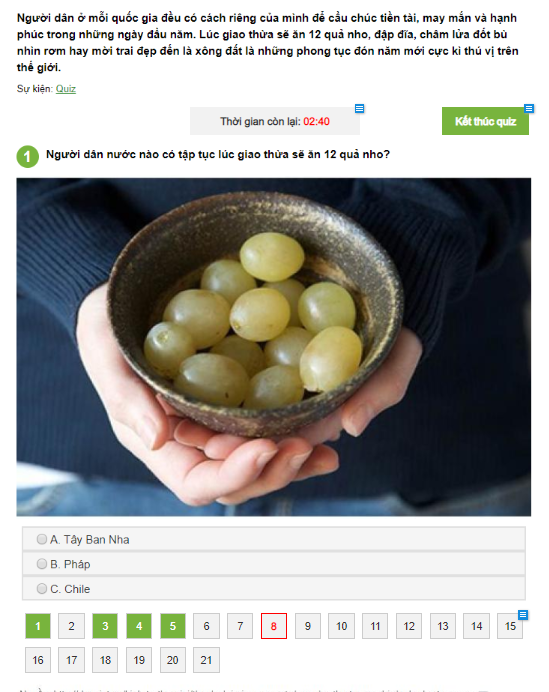 Người dân ở mỗi quốc gia đều có cách riêng của mình để cầu chúc tiền tài, may mắn và hạnh
phúc trong những ngày đầu năm. Lúc giao thừa sẽ ăn 12 quả nho, đập đĩa, châm lửa đốt bù
nhìn rơm hay mời trai đẹp đến là xông đất là những phong tục đón năm mới cực kì thú vị trên
thế giới.
Sự kiện: Quiz
Thời gian còn lại: 02:40
Kết thúc quiz
1 Người dân nước nào có tập tục lúc giao thừa sẽ ăn 12 quả nho?
A. Tây Ban Nha
B. Pháp
C. Chile
1 2 3 4 5 6 7 8 9 10 11 12 13 14 15
16 17 18 19 20 21